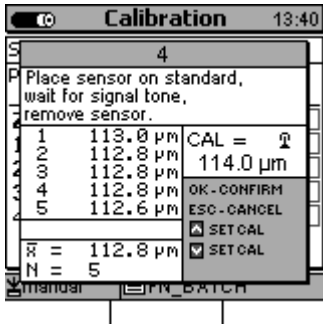 Calibration 13:40
4
Place sensor on standard,
wait for signal tone,
remove sensor.
1 113.0 µm
2 112.8 µm
3 112.8 µm
4 112.8 µm
5 112.6 µm
x̄ = 112.8 µm
N = 5
CAL =
114.0 µm
OK-CONFIRM
ESC-CANCEL
SET CAL
SET CAL
manual